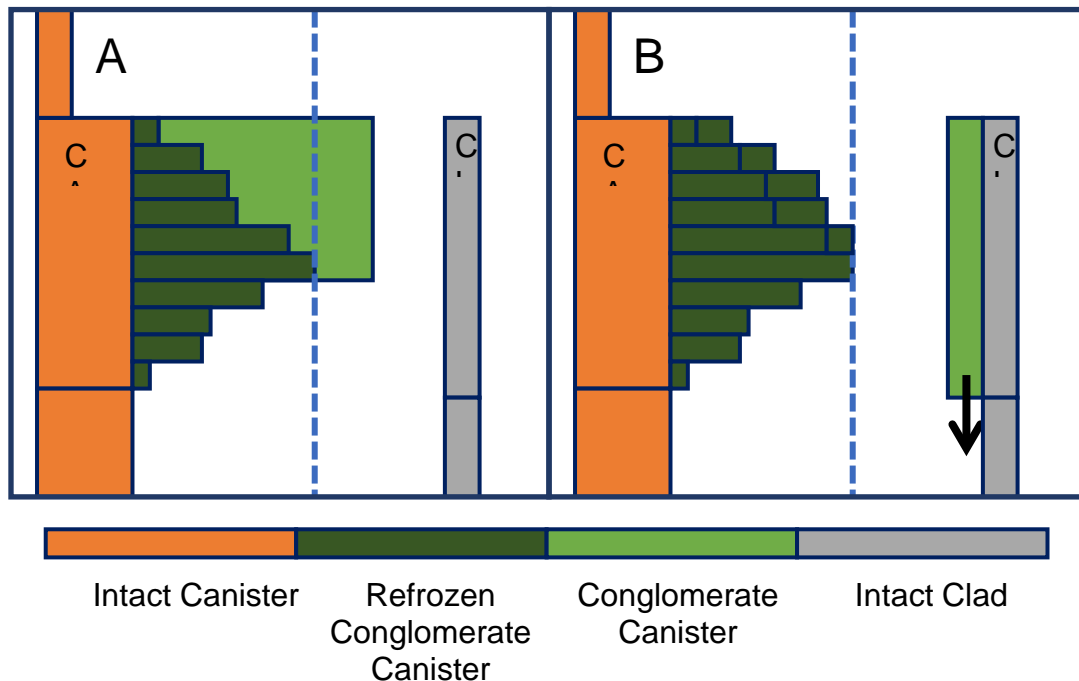 A
B
C
C
C
C
Intact Canister
Refrozen
Conglomerate
Canister
Conglomerate
Canister
Intact Clad